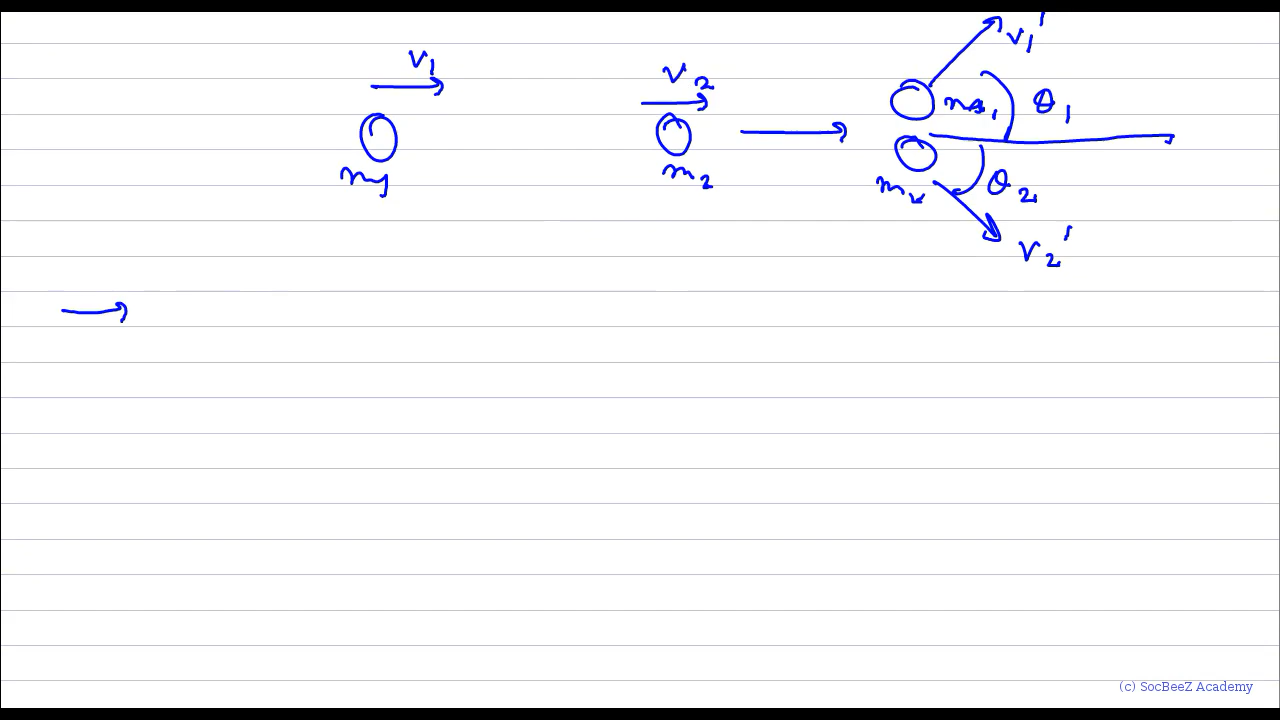 v₁
v₂
v₁'
m₁
θ₁
m₁
m₂
m₂
θ₂
v₂'
(c) SocBeeZ Academy